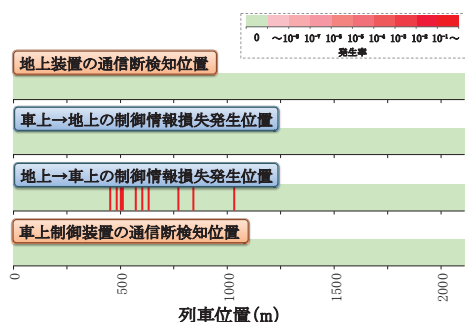 0 ～10⁻⁸ 10⁻⁷ 10⁻⁶ 10⁻⁵ 10⁻⁴ 10⁻³ 10⁻² 10⁻¹～
発生率
地上装置の通信断検知位置
車上→地上の制御情報損失発生位置
地上→車上の制御情報損失発生位置
車上制御装置の通信断検知位置
0 500 1000 1500 2000
列車位置(m)